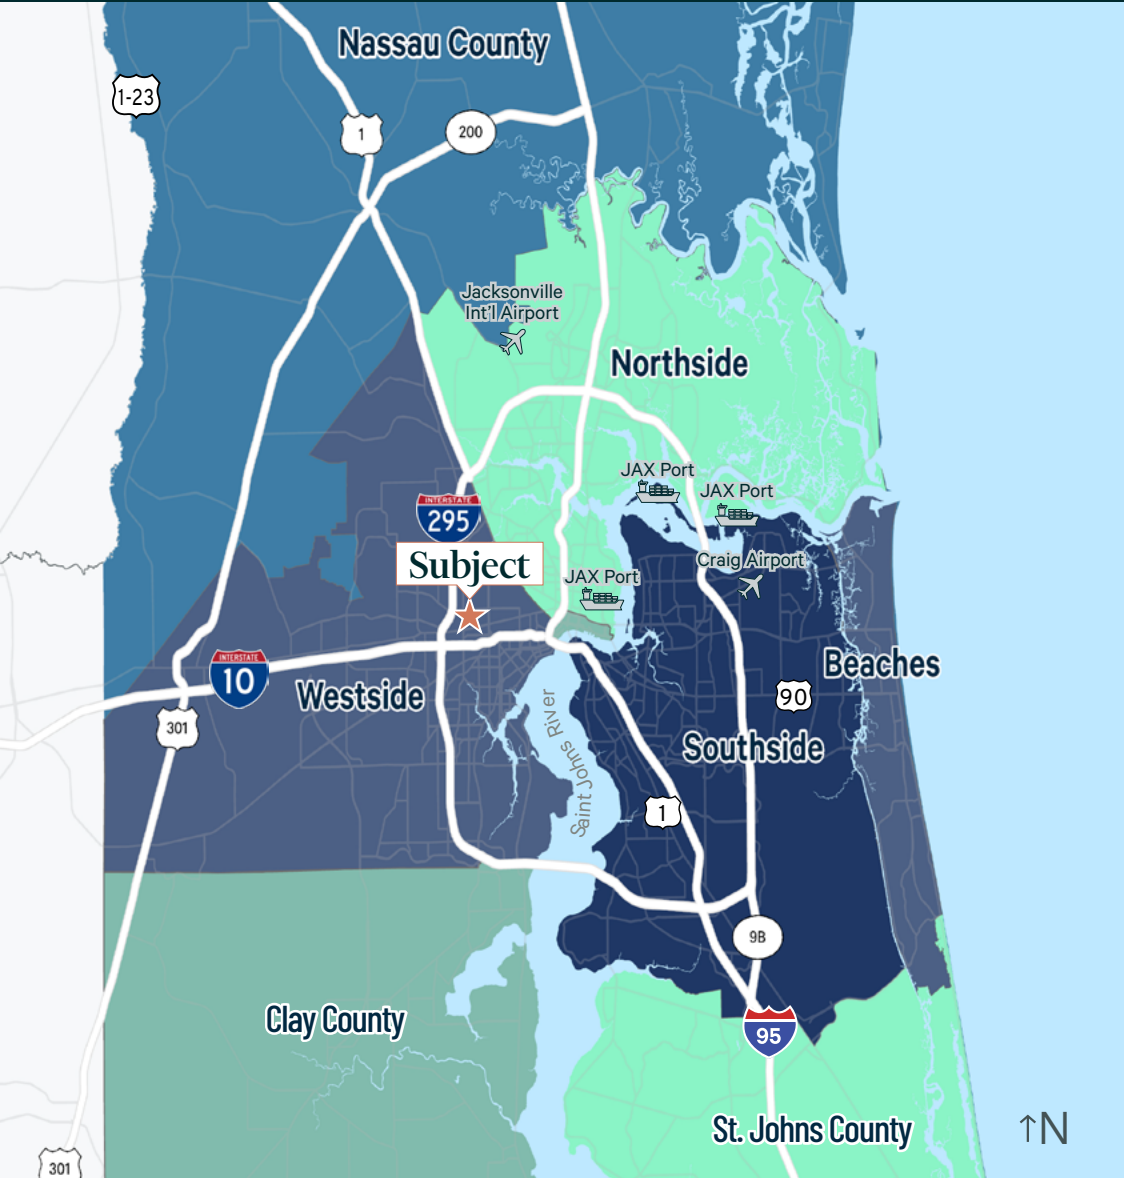 Nassau County
1-23
1
200
Jacksonville
Int'l Airport
Northside
JAX Port
JAX Port
INTERSTATE
295
Subject
Craig Airport
JAX Port
INTERSTATE
10
Westside
Beaches
90
301
Saint Johns River
Southside
1
9B
Clay County
95
St. Johns County
↑N
301